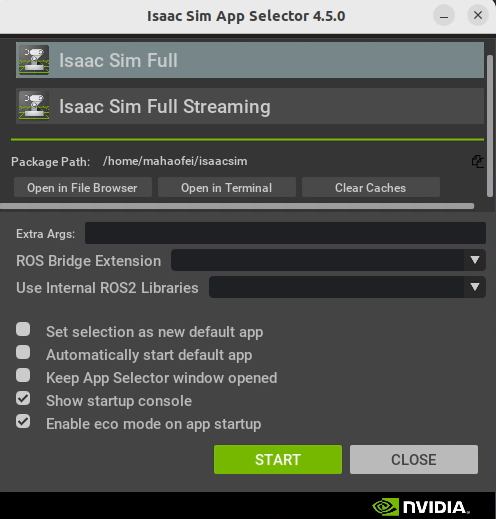 Isaac Sim App Selector 4.5.0
Isaac Sim Full
Isaac Sim Full Streaming
Package Path: /home/mahaofei/isaacsim
Open in File Browser Open in Terminal Clear Caches
Extra Args:
ROS Bridge Extension
Use Internal ROS2 Libraries
Set selection as new default app
Automatically start default app
Keep App Selector window opened
Show startup console
Enable eco mode on app startup
START CLOSE
NVIDIA.